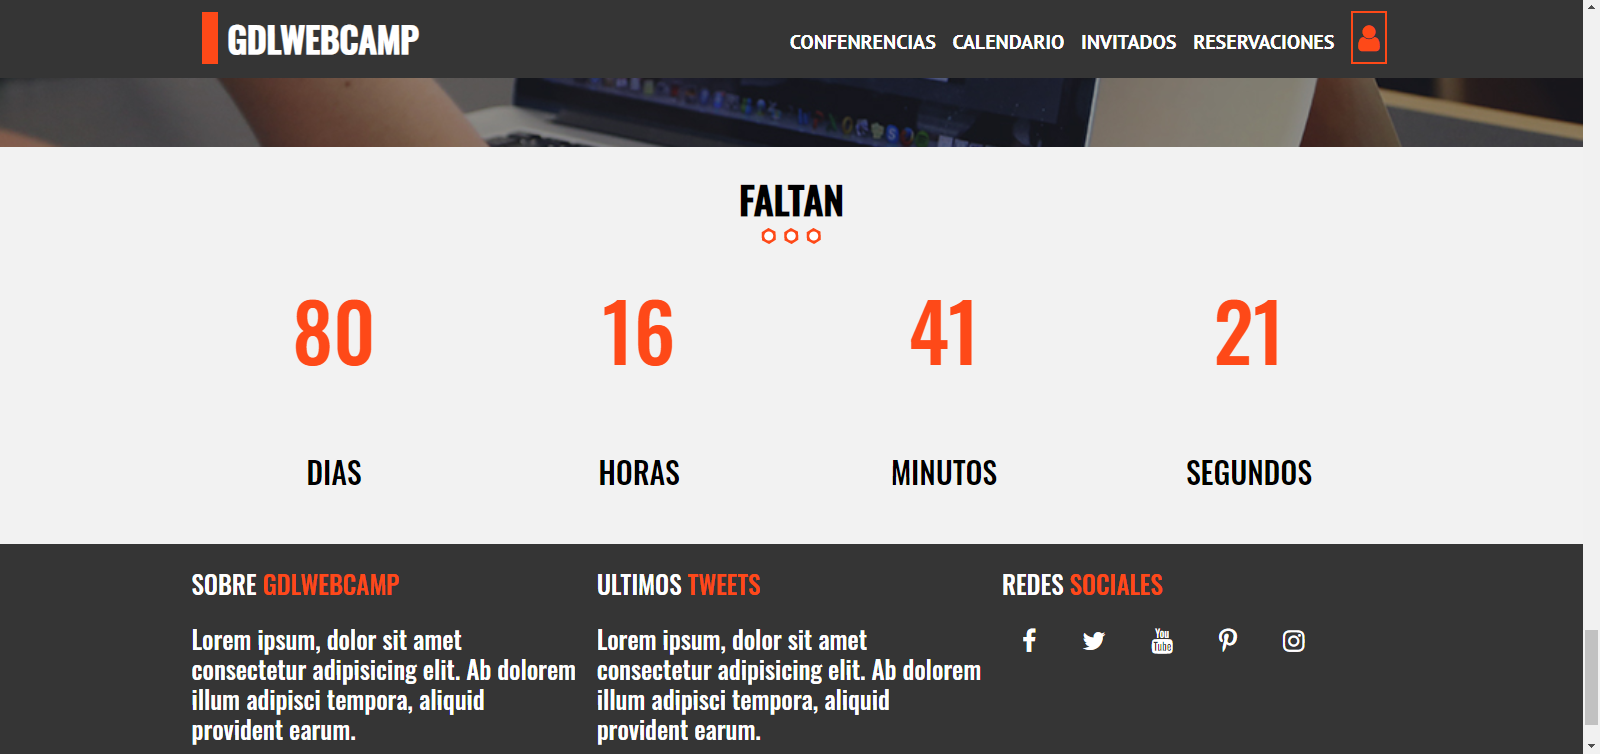 GDLWEBCAMP
CONFENRENCIAS CALENDARIO INVITADOS RESERVACIONES
FALTAN
80 16 41 21
DIAS HORAS MINUTOS SEGUNDOS
SOBRE GDLWEBCAMP
Lorem ipsum, dolor sit amet
consectetur adipisicing elit. Ab dolorem
illum adipisci tempora, aliquid
provident earum.
ULTIMOS TWEETS
Lorem ipsum, dolor sit amet
consectetur adipisicing elit. Ab dolorem
illum adipisci tempora, aliquid
provident earum.
REDES SOCIALES
You
Tube